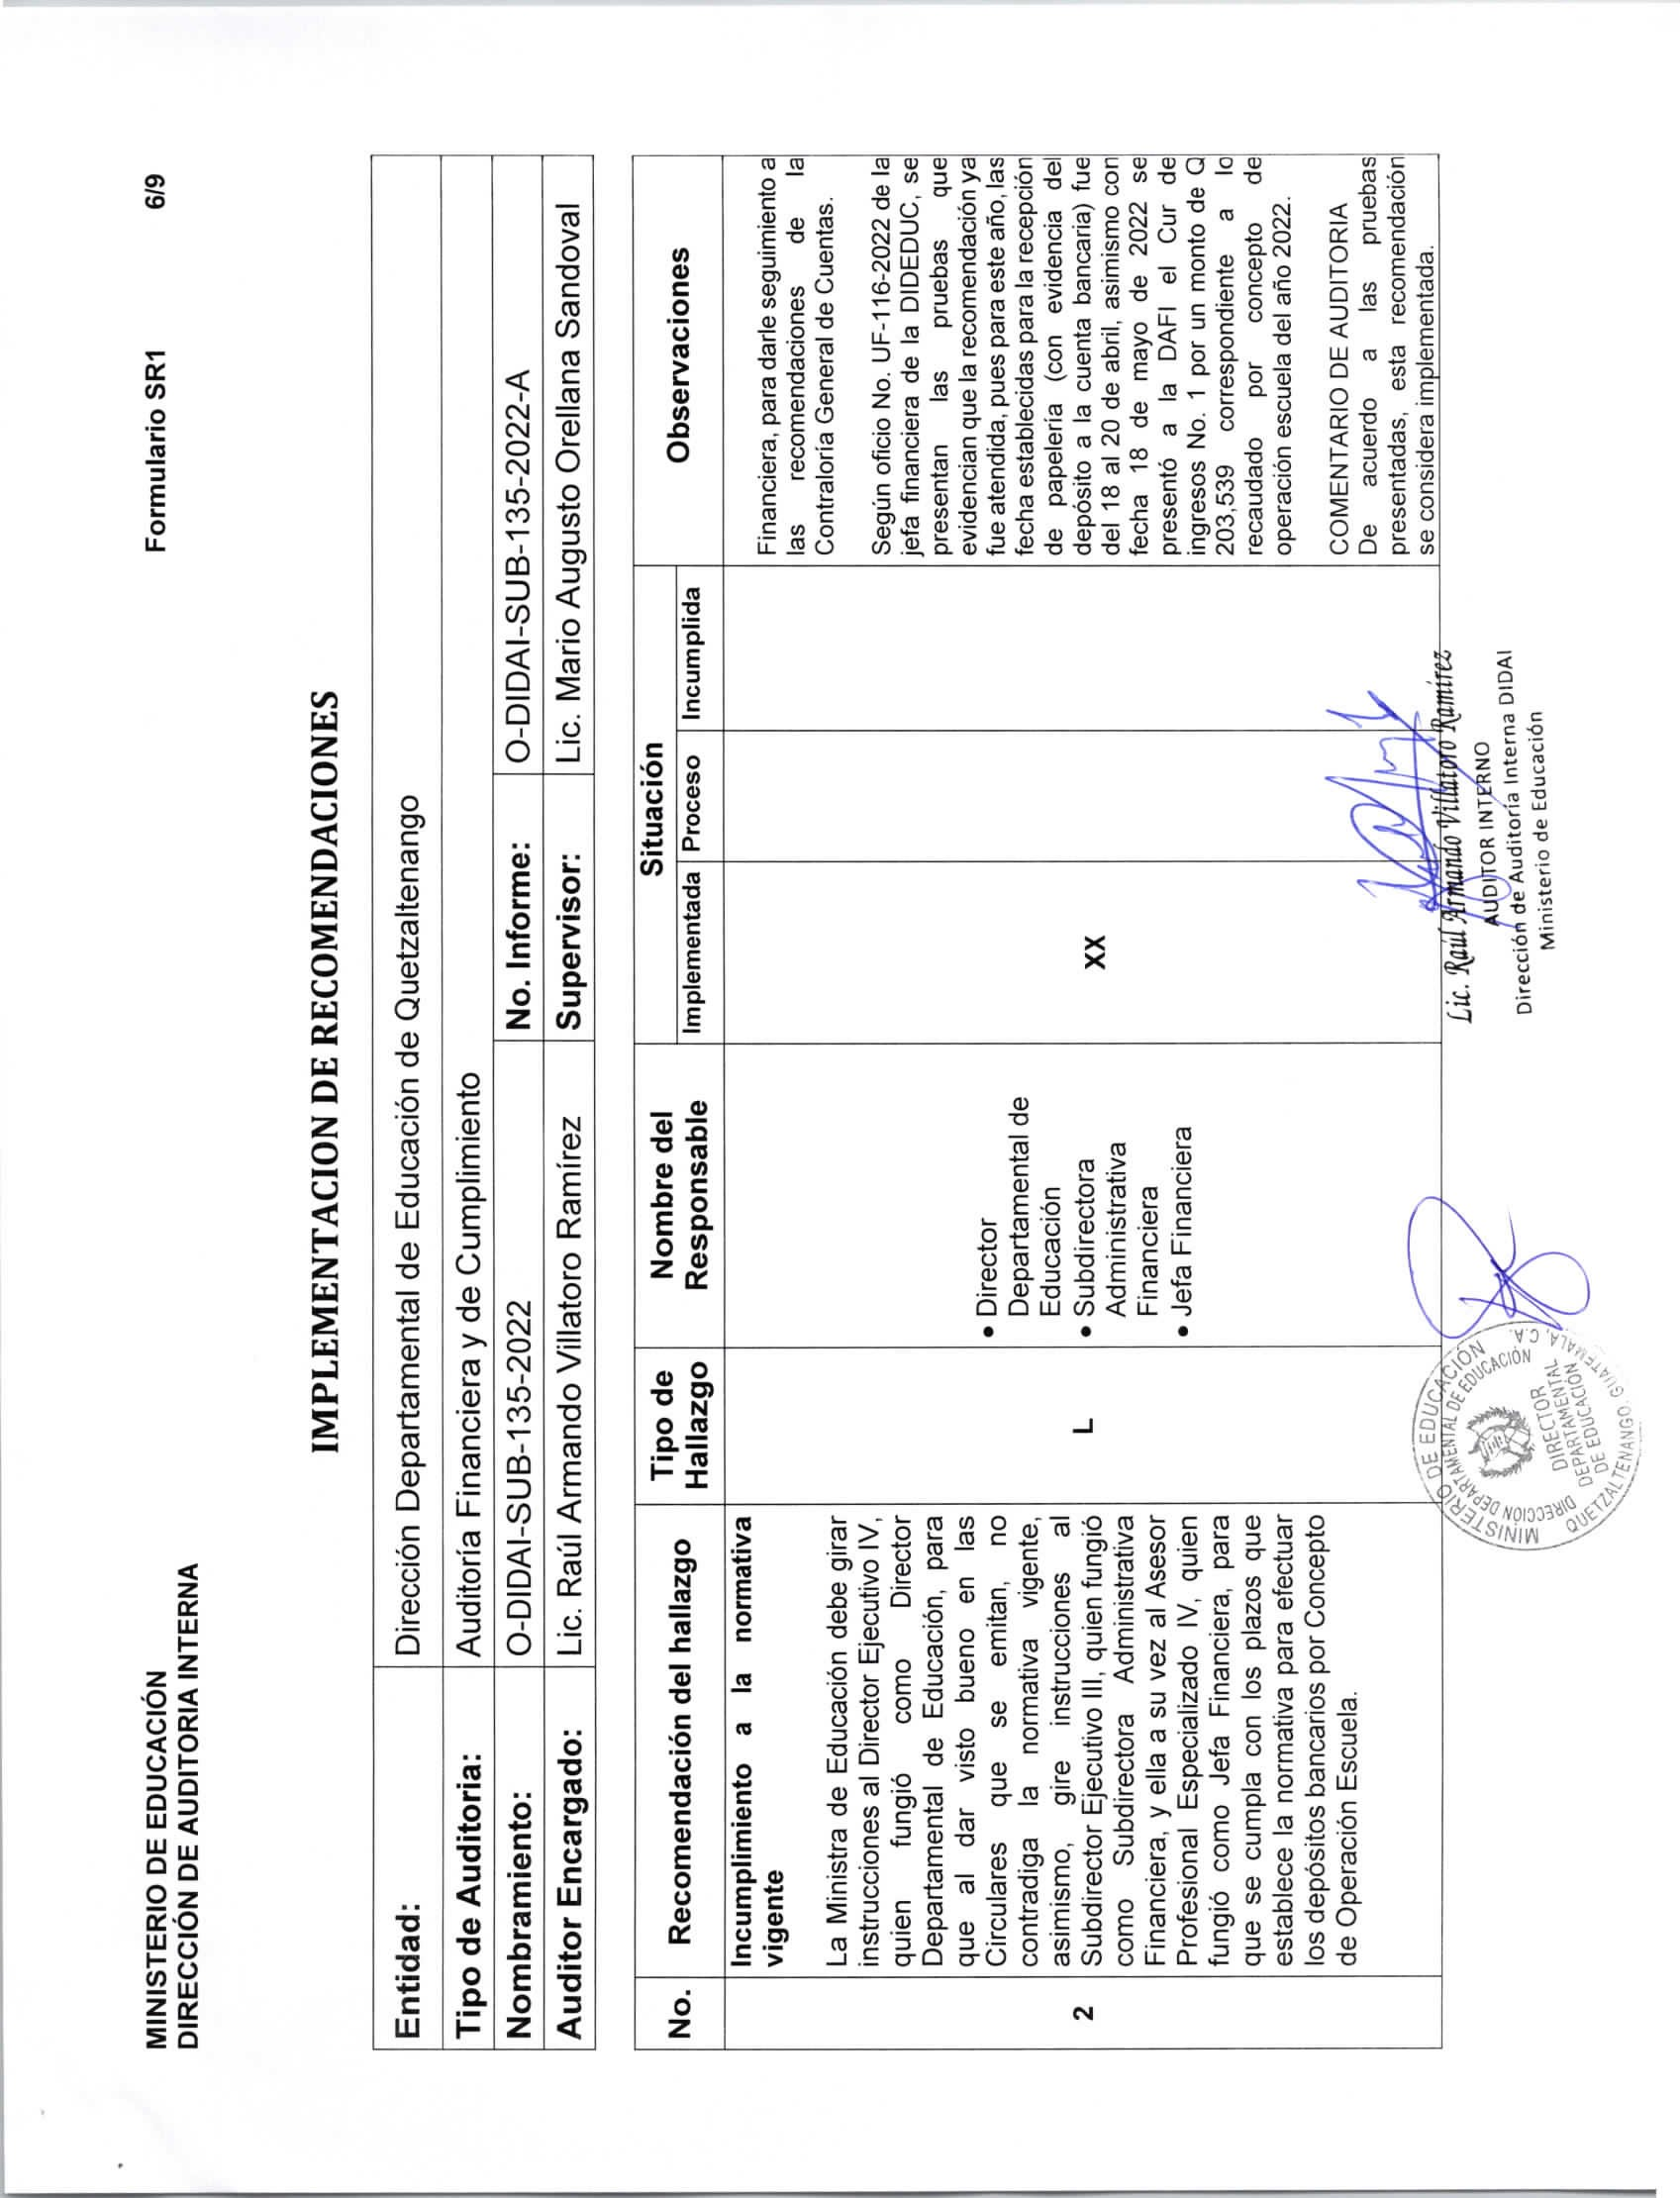 MINISTERIO DE EDUCACIÓN
DIRECCIÓN DE AUDITORIA INTERNA
Formulario SR1
6/9
IMPLEMENTACION DE RECOMENDACIONES
Entidad: Dirección Departamental de Educación de Quetzaltenango
Tipo de Auditoria: Auditoría Financiera y de Cumplimiento
Nombramiento: O-DIDAI-SUB-135-2022 No. Informe: O-DIDAI-SUB-135-2022-A
Auditor Encargado: Lic. Raúl Armando Villatoro Ramírez Supervisor: Lic. Mario Augusto Orellana Sandoval
No.
Recomendación del hallazgo
Tipo de
Hallazgo
Nombre del
Responsable
Situación
Implementada
Proceso
Incumplida
Observaciones
2
Incumplimiento a la normativa
vigente
La Ministra de Educación debe girar
instrucciones al Director Ejecutivo IV,
quien fungió como Director
Departamental de Educación, para
que al dar visto bueno en las
Circulares que se emitan, no
contradiga la normativa vigente,
asimismo, gire instrucciones al
Subdirector Ejecutivo III, quien fungió
como Subdirectora Administrativa
Financiera, y ella a su vez al Asesor
Profesional Especializado IV, quien
fungió como Jefa Financiera, para
que se cumpla con los plazos que
establece la normativa para efectuar
los depósitos bancarios por Concepto
de Operación Escuela.
L
• Director
Departamental de
Educación
• Subdirectora
Administrativa
Financiera
• Jefa Financiera
XX
Financiera, para darle seguimiento a
las recomendaciones de la
Contraloría General de Cuentas.
Según oficio No. UF-116-2022 de la
jefa financiera de la DIDEDUC, se
presentan las pruebas que
evidencian que la recomendación ya
fue atendida, pues para este año, las
fecha establecidas para la recepción
de papelería (con evidencia del
depósito a la cuenta bancaria) fue
del 18 al 20 de abril, asimismo con
fecha 18 de mayo de 2022 se
presentó a la DAFI el Cur de
ingresos No. 1 por un monto de Q
203,539 correspondiente a lo
recaudado por concepto de
operación escuela del año 2022.
COMENTARIO DE AUDITORIA
De acuerdo a las pruebas
presentadas, esta recomendación
se considera implementada.
MINISTERIO DE EDUCACIÓN
DIRECCIÓN DEPARTAMENTAL DE EDUCACIÓN
DIRECTOR
DEPARTAMENTAL
DE EDUCACIÓN
QUETZALTENANGO, GUATEMALA, C.A.
Lic. Raúl Armando Villatoro Ramírez
AUDITOR INTERNO
Dirección de Auditoría Interna DIDAI
Ministerio de Educación